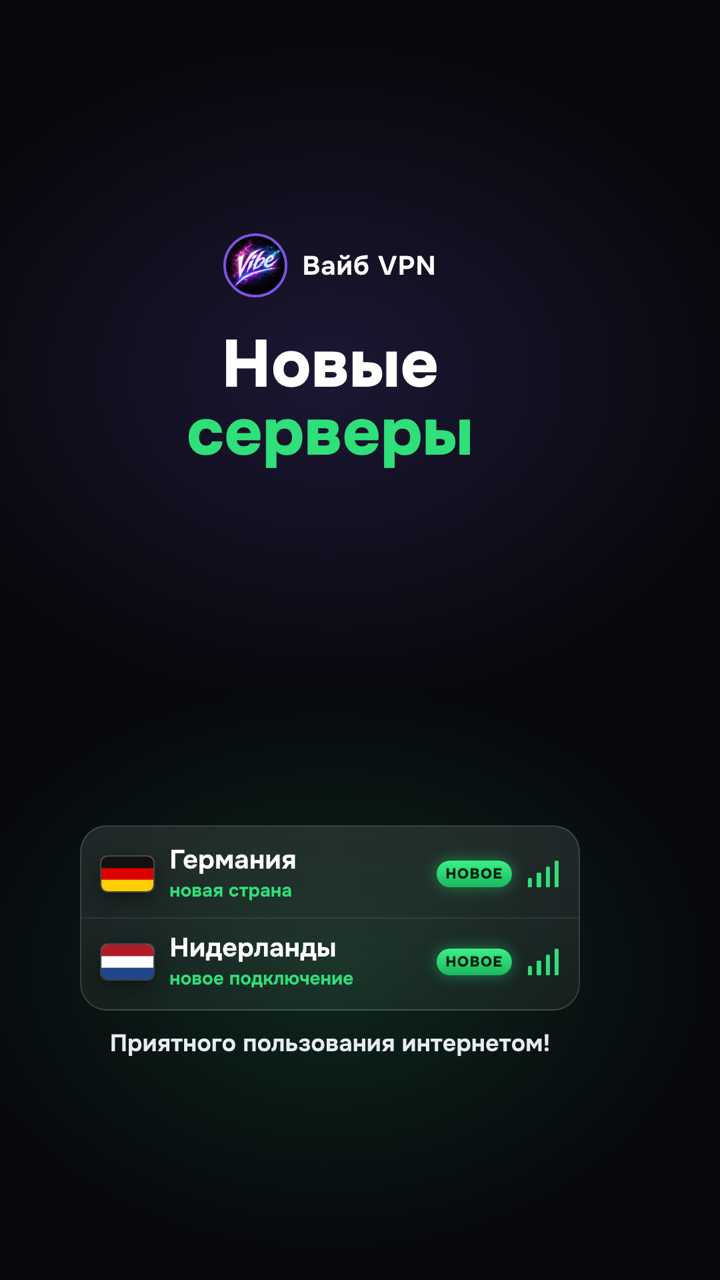 Vibe
Вайб VPN
Новые
серверы
Германия
новая страна
НОВОЕ
Нидерланды
новое подключение
НОВОЕ
Приятного пользования интернетом!